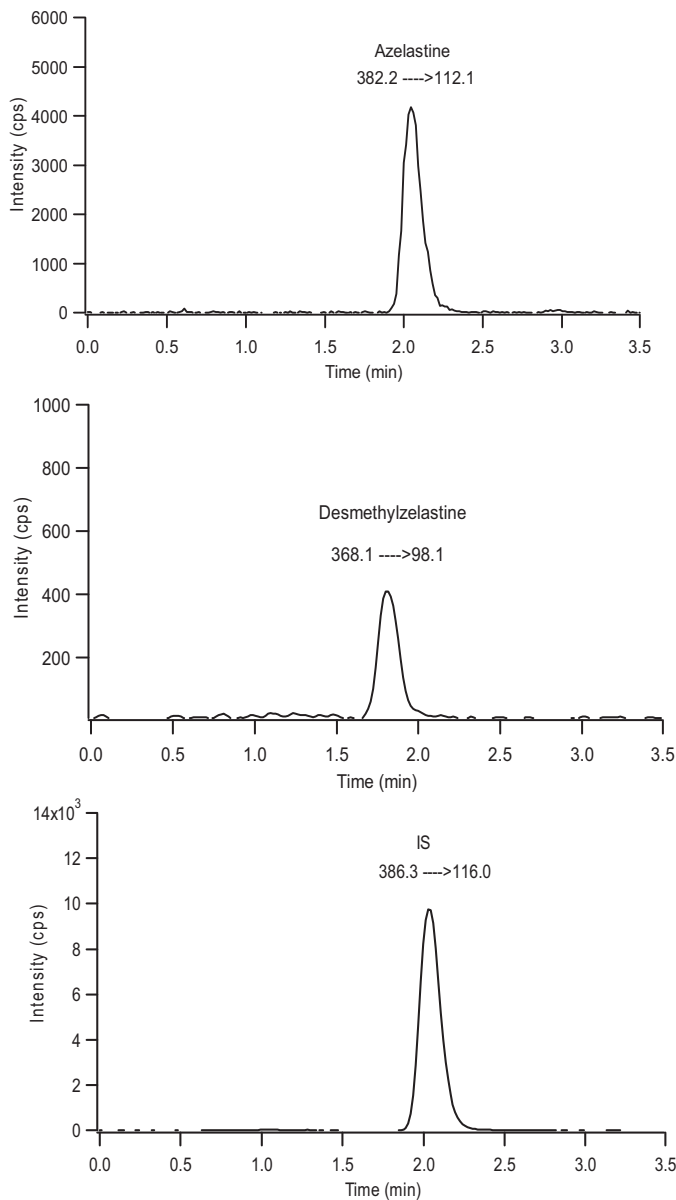 6000
5000
4000
3000
2000
1000
0
Intensity (cps)
Azelastine
382.2 ---->112.1
0.0 0.5 1.0 1.5 2.0 2.5 3.0 3.5
Time (min)
1000
800
600
400
200
Intensity (cps)
Desmethylzelastine
368.1 ---->98.1
0.0 0.5 1.0 1.5 2.0 2.5 3.0 3.5
Time (min)
14x10³
12
10
8
6
4
2
0
Intensity (cps)
IS
386.3 ---->116.0
0.0 0.5 1.0 1.5 2.0 2.5 3.0 3.5
Time (min)